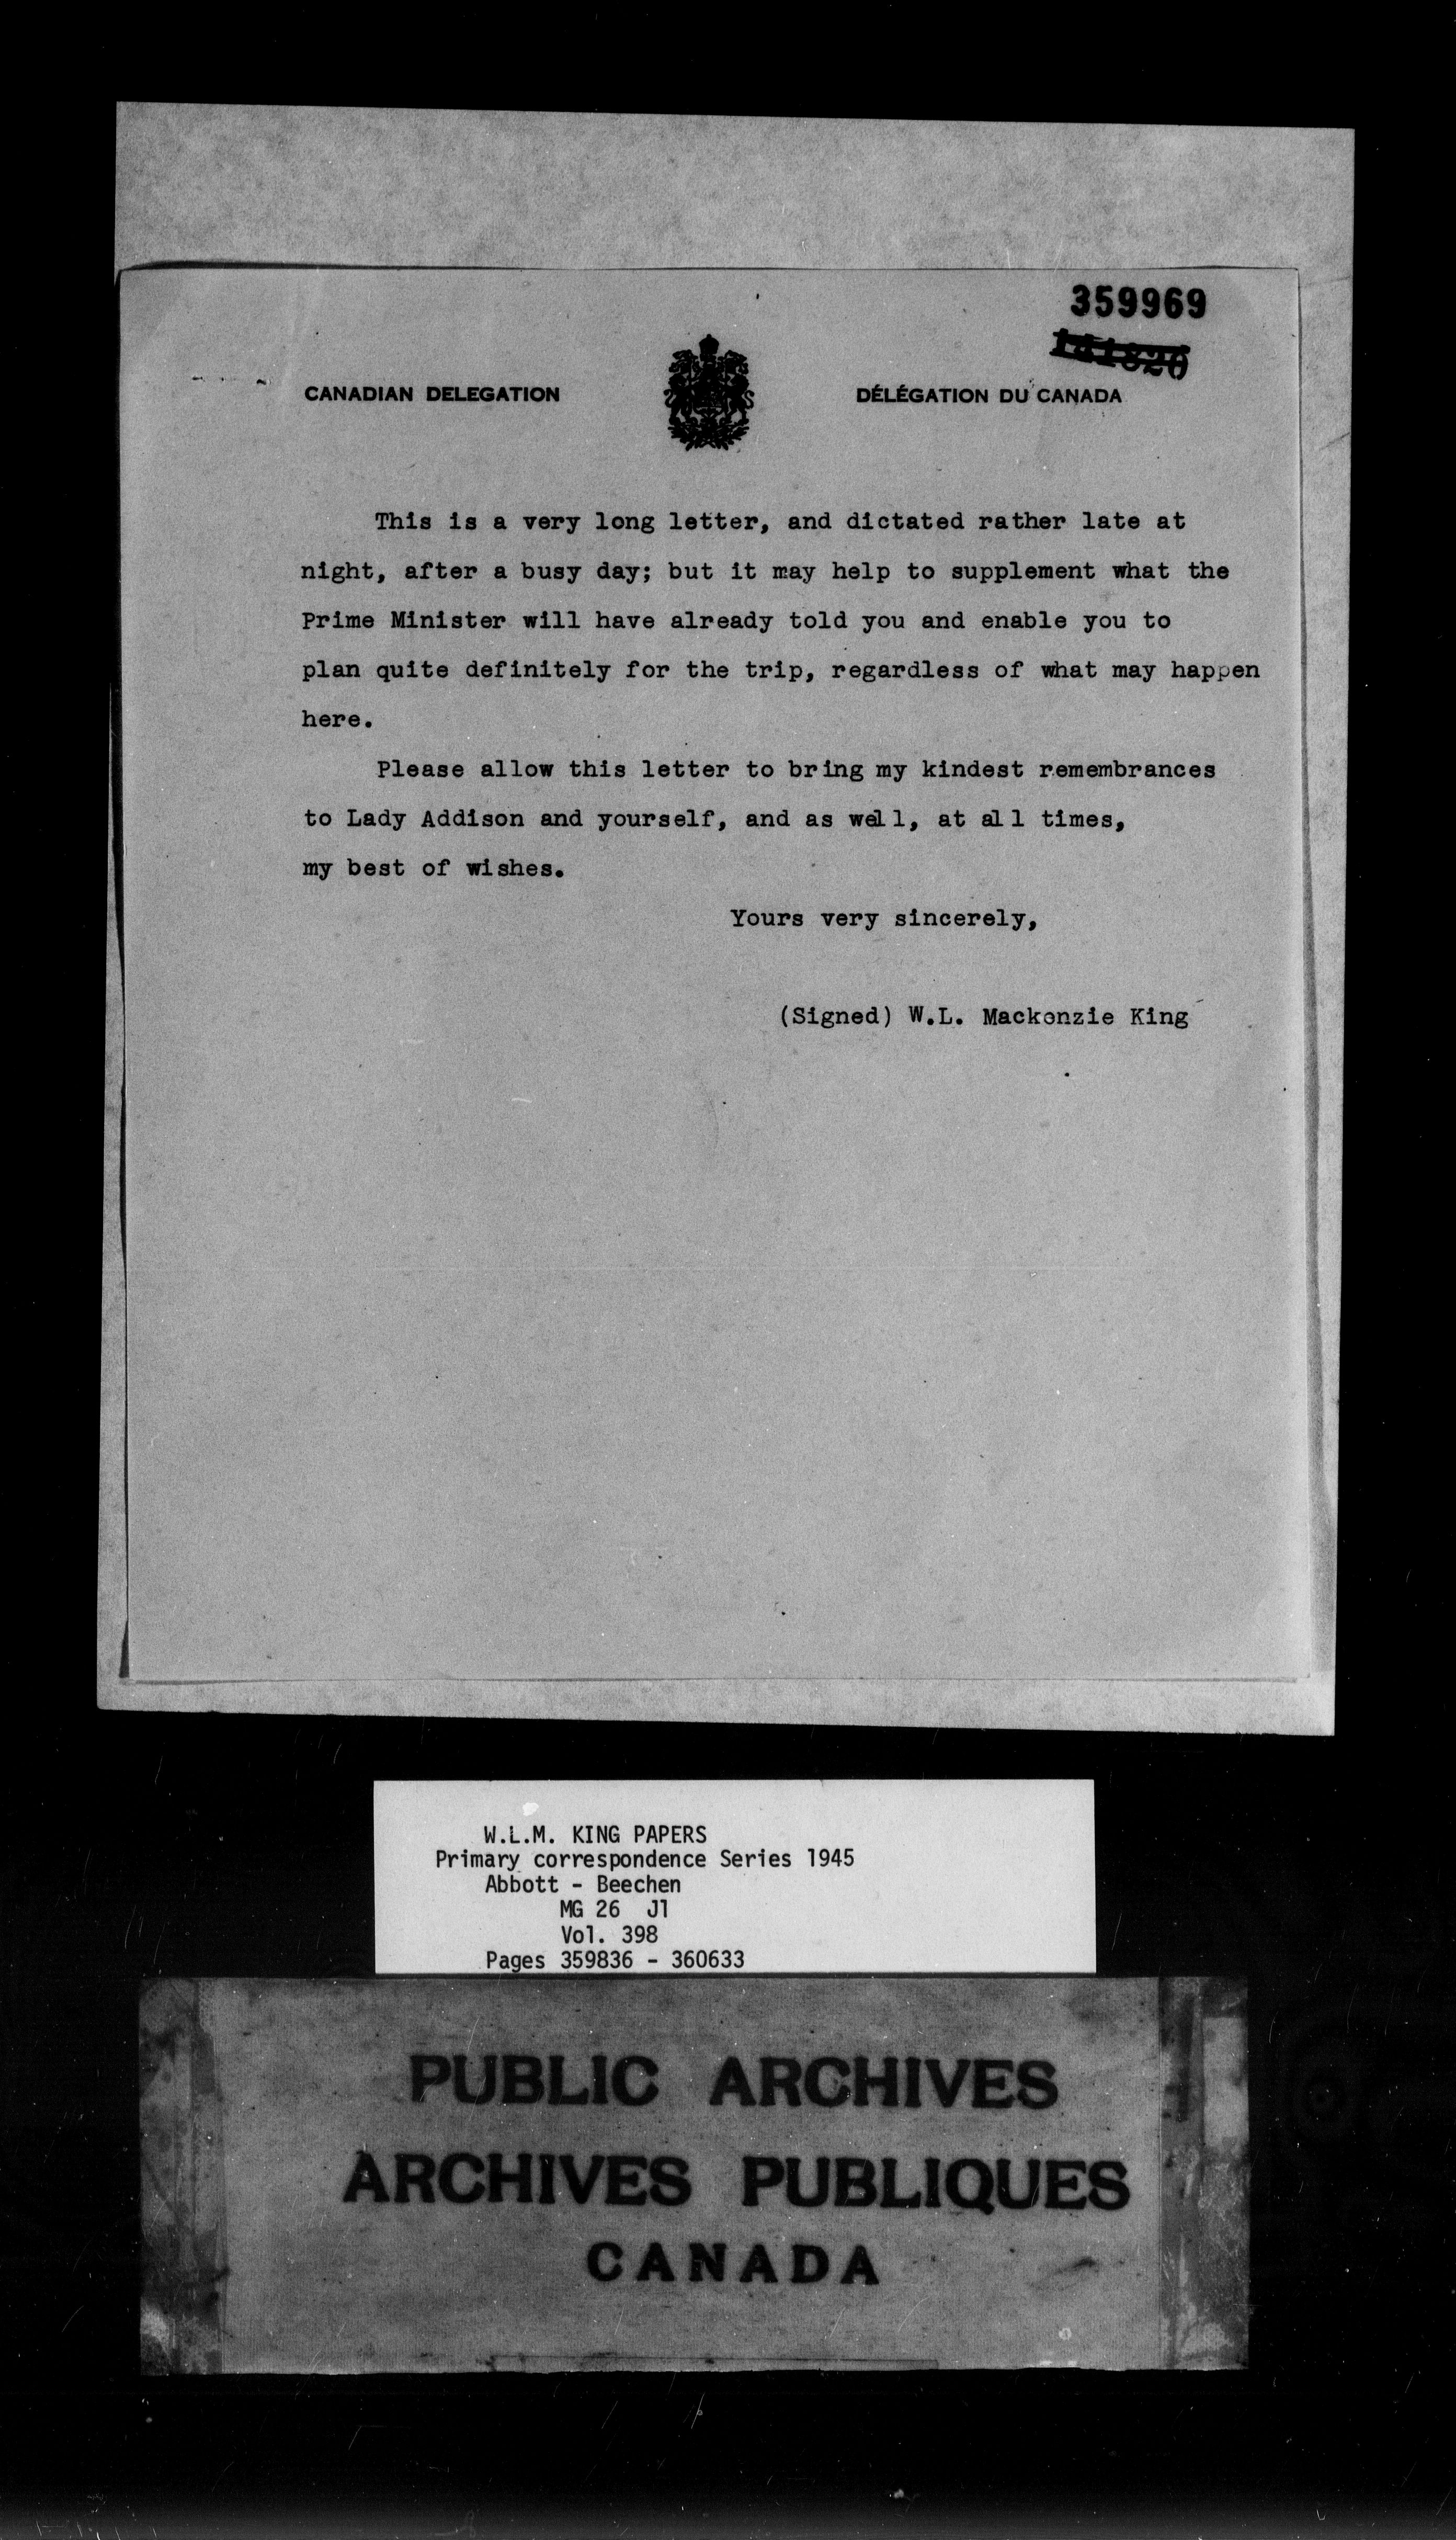 359969
CANADIAN DELEGATION
DÉLÉGATION DU CANADA
This is a very long letter, and dictated rather late at
night, after a busy day; but it may help to supplement what the
Prime Minister will have already told you and enable you to
plan quite definitely for the trip, regardless of what may happen
here.
Please allow this letter to bring my kindest remembrances
to Lady Addison and yourself, and as well, at all times,
my best of wishes.
Yours very sincerely,
(Signed) W.L. Mackenzie King
W.L.M. KING PAPERS
Primary correspondence Series 1945
Abbott - Beechen
MG 26 J1
Vol. 398
Pages 359836 - 360633
PUBLIC ARCHIVES
ARCHIVES PUBLIQUES
CANADA